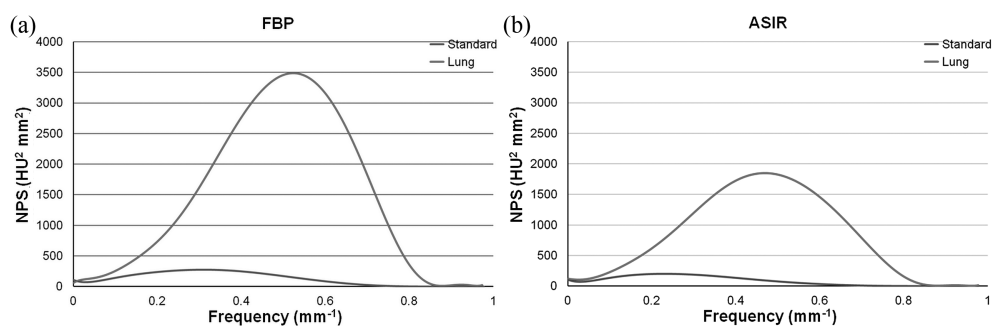 (a)
FBP
Standard
Lung
4000
3500
3000
2500
2000
1500
1000
500
0
NPS (HU² mm²)
0 0.2 0.4 0.6 0.8 1
Frequency (mm⁻¹)
(b)
ASIR
Standard
Lung
4000
3500
3000
2500
2000
1500
1000
500
0
NPS (HU² mm²)
0 0.2 0.4 0.6 0.8 1
Frequency (mm⁻¹)